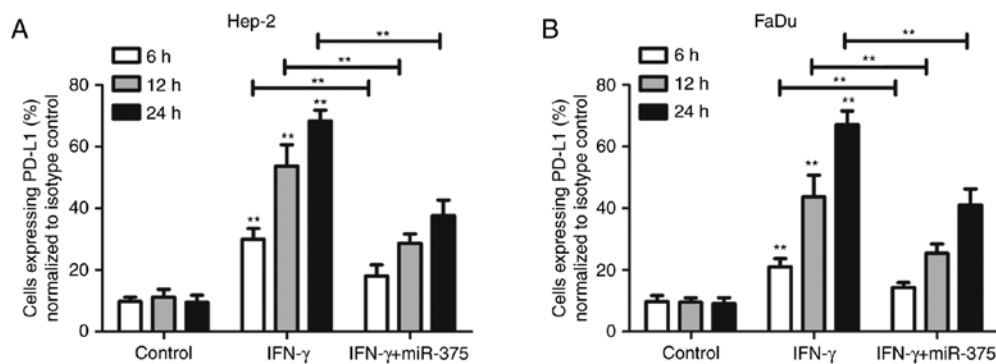 A
Hep-2
6 h
12 h
24 h
**
**
**
**
**
**
Cells expressing PD-L1 (%)
normalized to isotype control
80
60
40
20
0
Control
IFN-γ
IFN-γ+miR-375
B
FaDu
6 h
12 h
24 h
**
**
**
**
**
**
Cells expressing PD-L1 (%)
normalized to isotype control
80
60
40
20
0
Control
IFN-γ
IFN-γ+miR-375